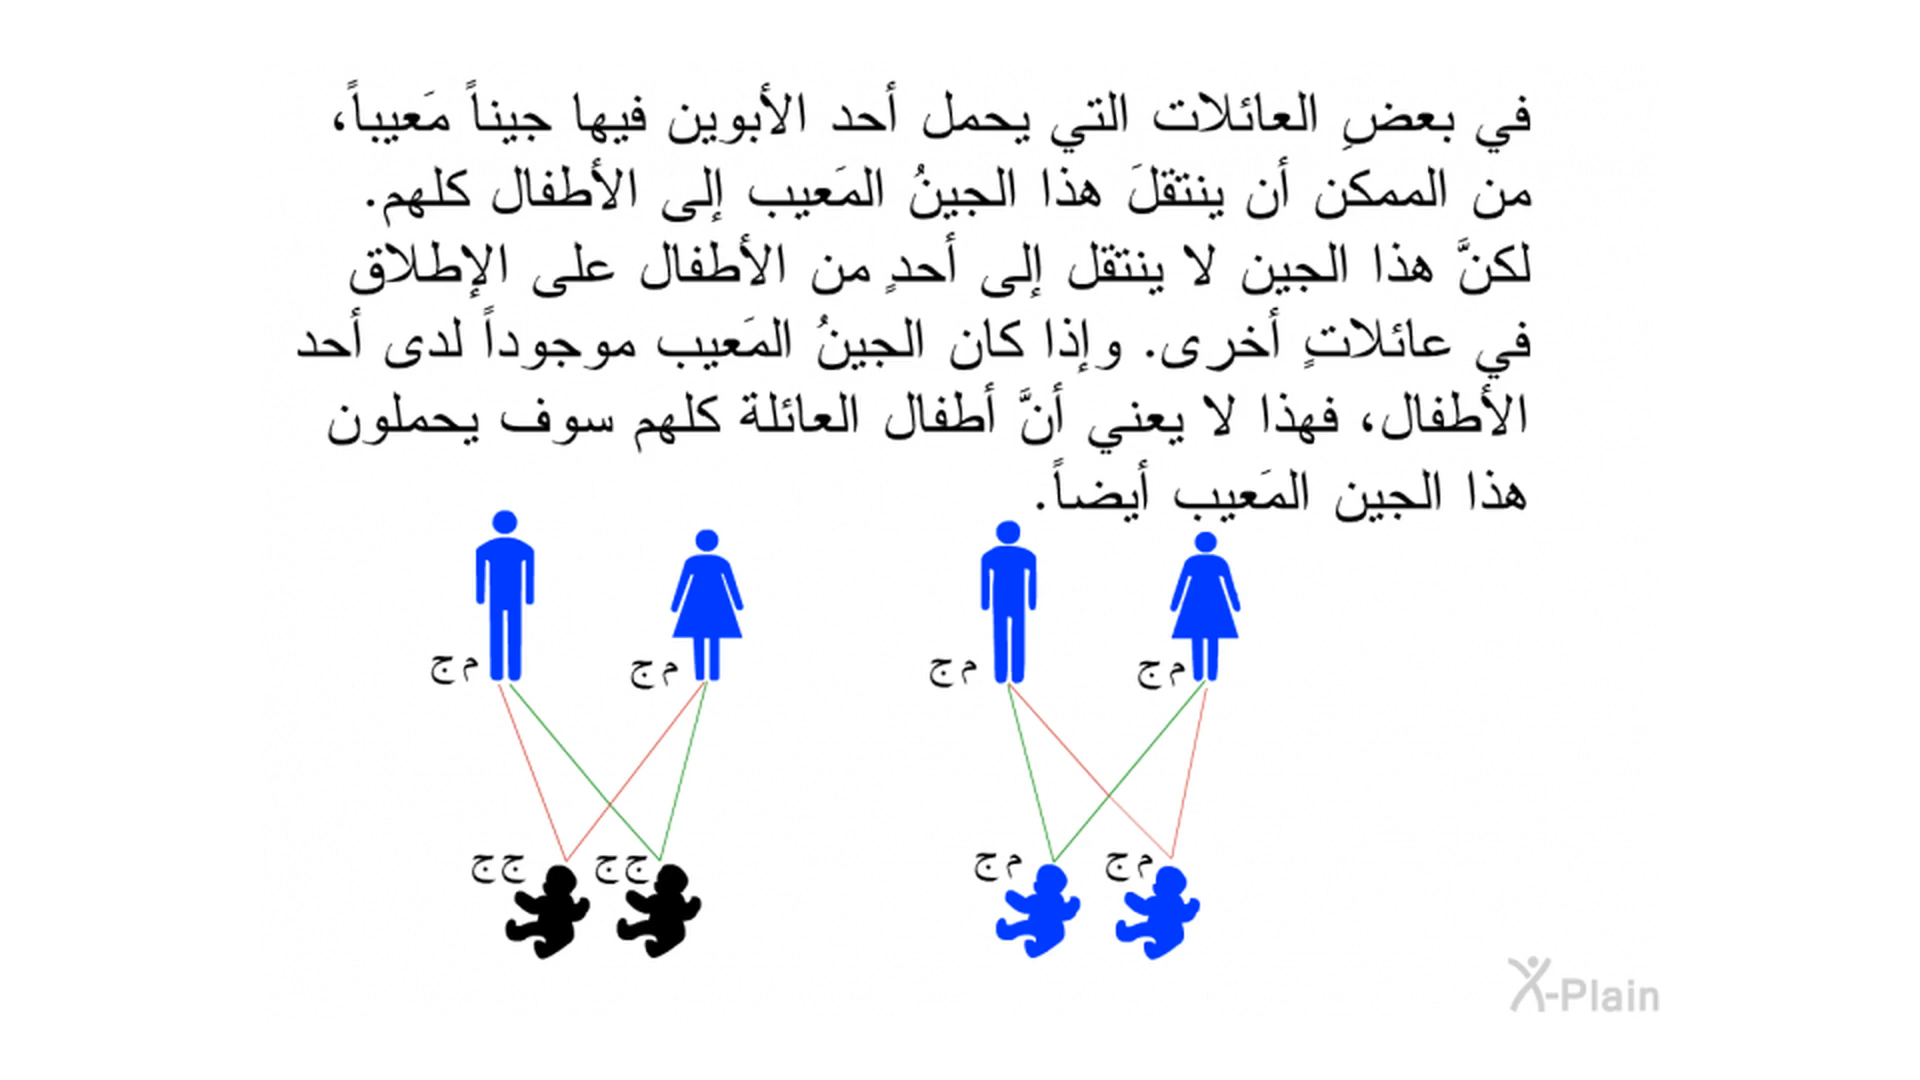 في بعضِ العائلات التي يحمل أحد الأبوين فيها جيناً مَعيباً،
من الممكن أن ينتقلَ هذا الجينُ المَعيب إلى الأطفال كلهم.
لكنَّ هذا الجين لا ينتقل إلى أحدٍ من الأطفال على الإطلاق
في عائلاتٍ أخرى. وإذا كان الجينُ المَعيب موجوداً لدى أحد
الأطفال، فهذا لا يعني أنَّ أطفال العائلة كلهم سوف يحملون
هذا الجين المَعيب أيضاً.
م ج
م ج
م ج
م ج
م ج
م ج
ج ج
ج ج
X-Plain